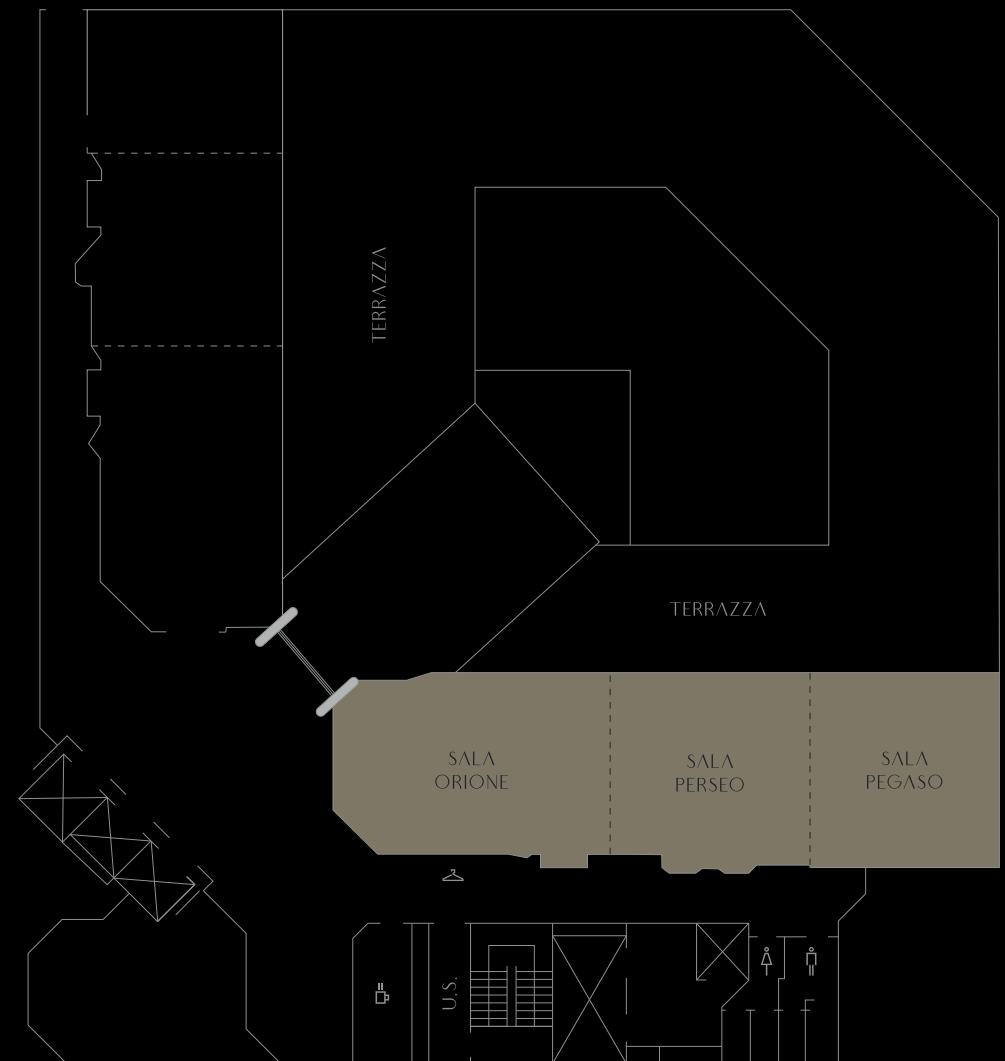 TERRAZZA
TERRAZZA
SALA
ORIONE
SALA
PERSEO
SALA
PEGASO
U.S.